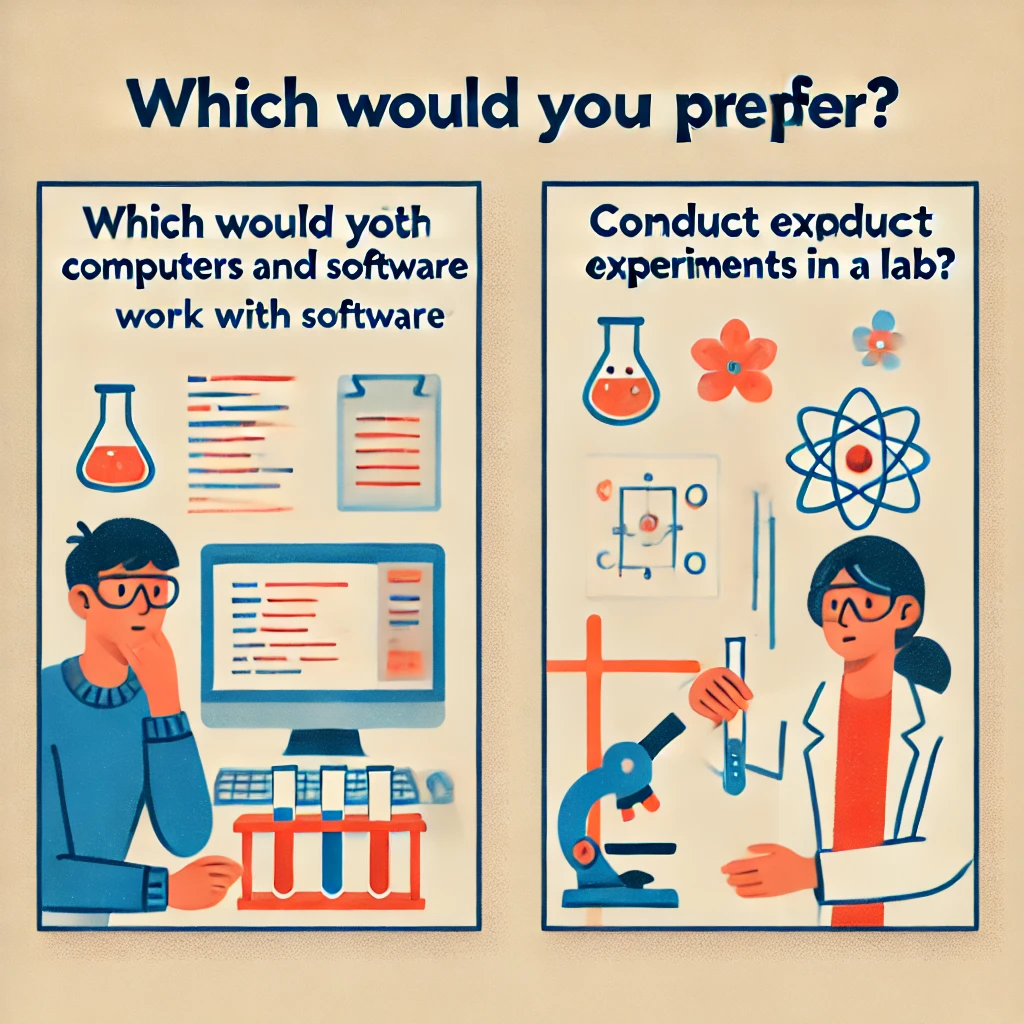 Which would you prepfer?
Which would yoth
computers and software
work with software
Conduct expduct
experiments in a lab?